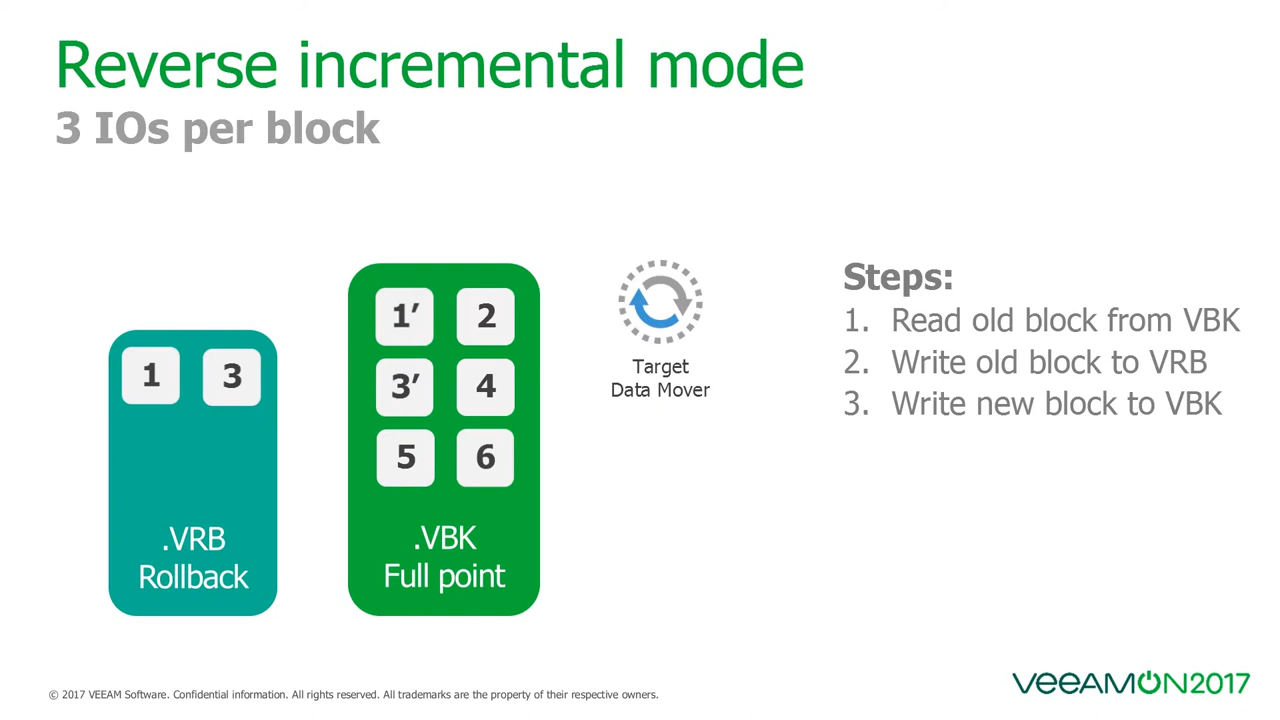 Reverse incremental mode
3 IOs per block
1 3
.VRB
Rollback
1′ 2
3′ 4
5 6
.VBK
Full point
Target
Data Mover
Steps:
1. Read old block from VBK
2. Write old block to VRB
3. Write new block to VBK
© 2017 VEEAM Software. Confidential information. All rights reserved. All trademarks are the property of their respective owners.
VEEAMON2017